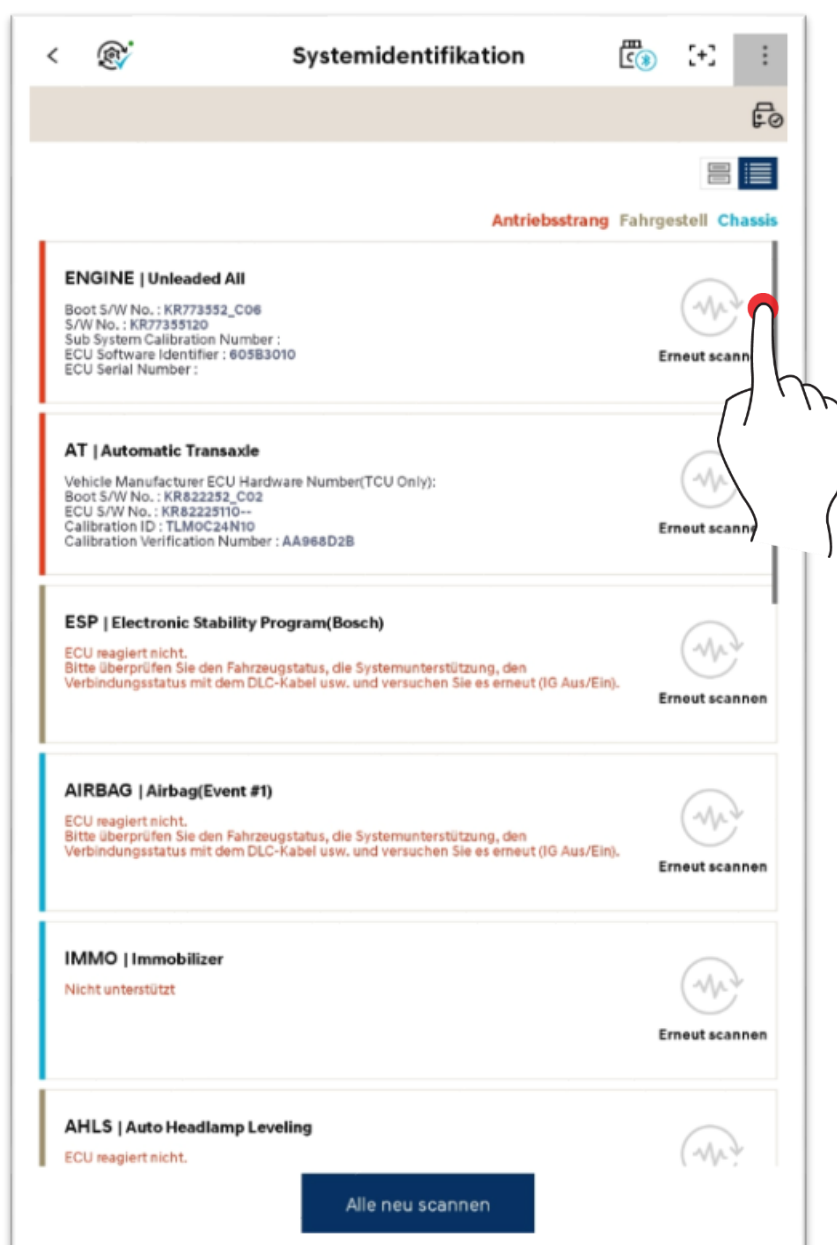 Systemidentifikation
Antriebsstrang Fahrgestell Chassis
ENGINE | Unleaded All
Boot S/W No. : KR773552_C06
S/W No. : KR77355120
Sub System Calibration Number :
ECU Software Identifier : 605B3010
ECU Serial Number :
Erneut scann
AT | Automatic Transaxle
Vehicle Manufacturer ECU Hardware Number(TCU Only):
Boot S/W No. : KR822252_C02
ECU S/W No. : KR82225110--
Calibration ID : TLM0C24N10
Calibration Verification Number : AA968D2B
Erneut scanne
ESP | Electronic Stability Program(Bosch)
ECU reagiert nicht.
Bitte überprüfen Sie den Fahrzeugstatus, die Systemunterstützung, den
Verbindungsstatus mit dem DLC-Kabel usw. und versuchen Sie es erneut (IG Aus/Ein).
Erneut scannen
AIRBAG | Airbag(Event #1)
ECU reagiert nicht.
Bitte überprüfen Sie den Fahrzeugstatus, die Systemunterstützung, den
Verbindungsstatus mit dem DLC-Kabel usw. und versuchen Sie es erneut (IG Aus/Ein).
Erneut scannen
IMMO | Immobilizer
Nicht unterstützt
Erneut scannen
AHLS | Auto Headlamp Leveling
ECU reagiert nicht.
Alle neu scannen